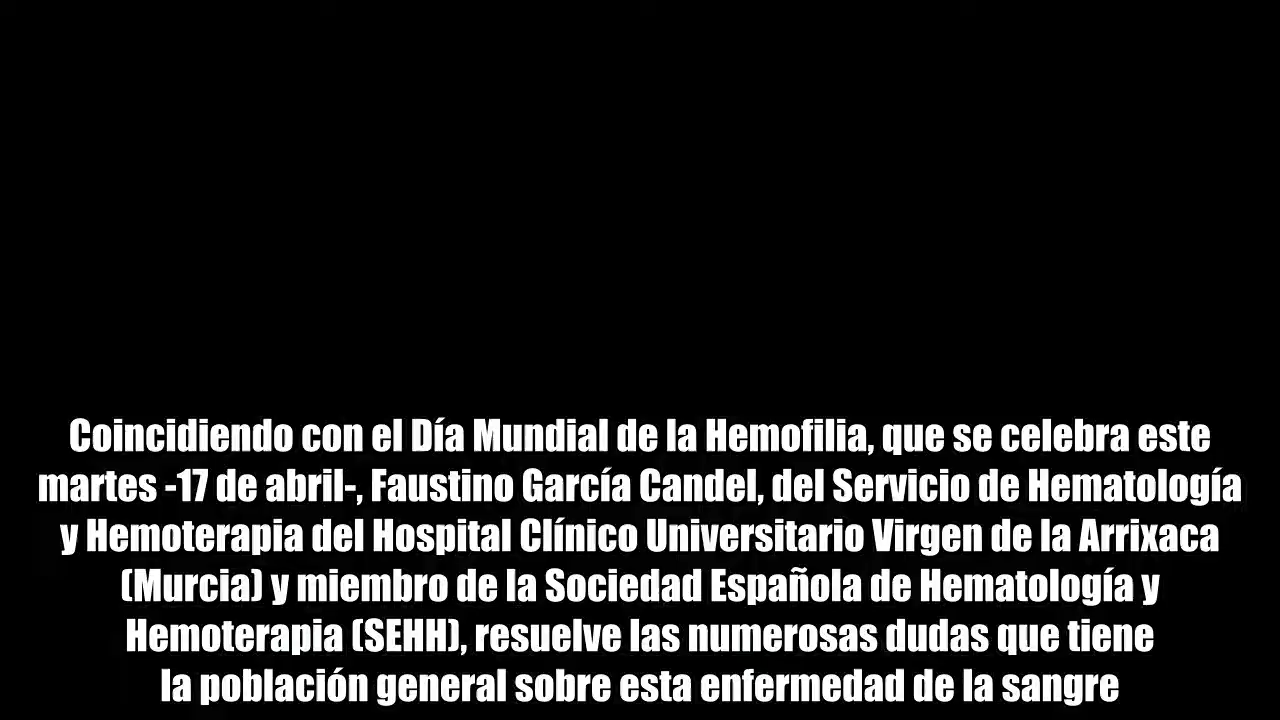 Coincidiendo con el Día Mundial de la Hemofilia, que se celebra este
martes -17 de abril-, Faustino García Candel, del Servicio de Hematología
y Hemoterapia del Hospital Clínico Universitario Virgen de la Arrixaca
(Murcia) y miembro de la Sociedad Española de Hematología y
Hemoterapia (SEHH), resuelve las numerosas dudas que tiene
la población general sobre esta enfermedad de la sangre